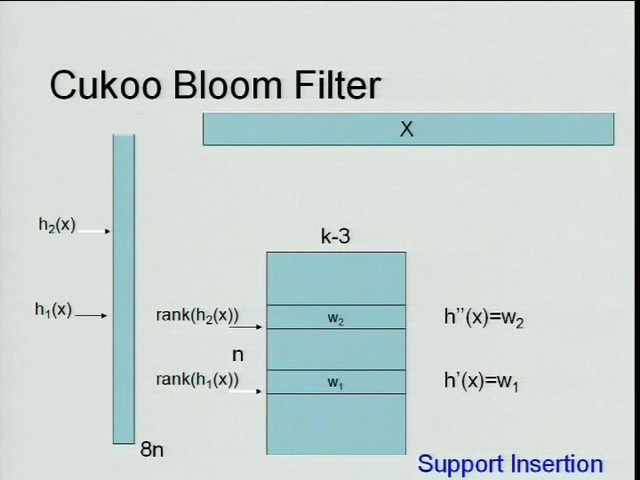 Cukoo Bloom Filter
X
h₂(x)
h₁(x)
8n
k-3
rank(h₂(x))
w₂
h’’(x)=w₂
n
rank(h₁(x))
w₁
h’(x)=w₁
Support Insertion